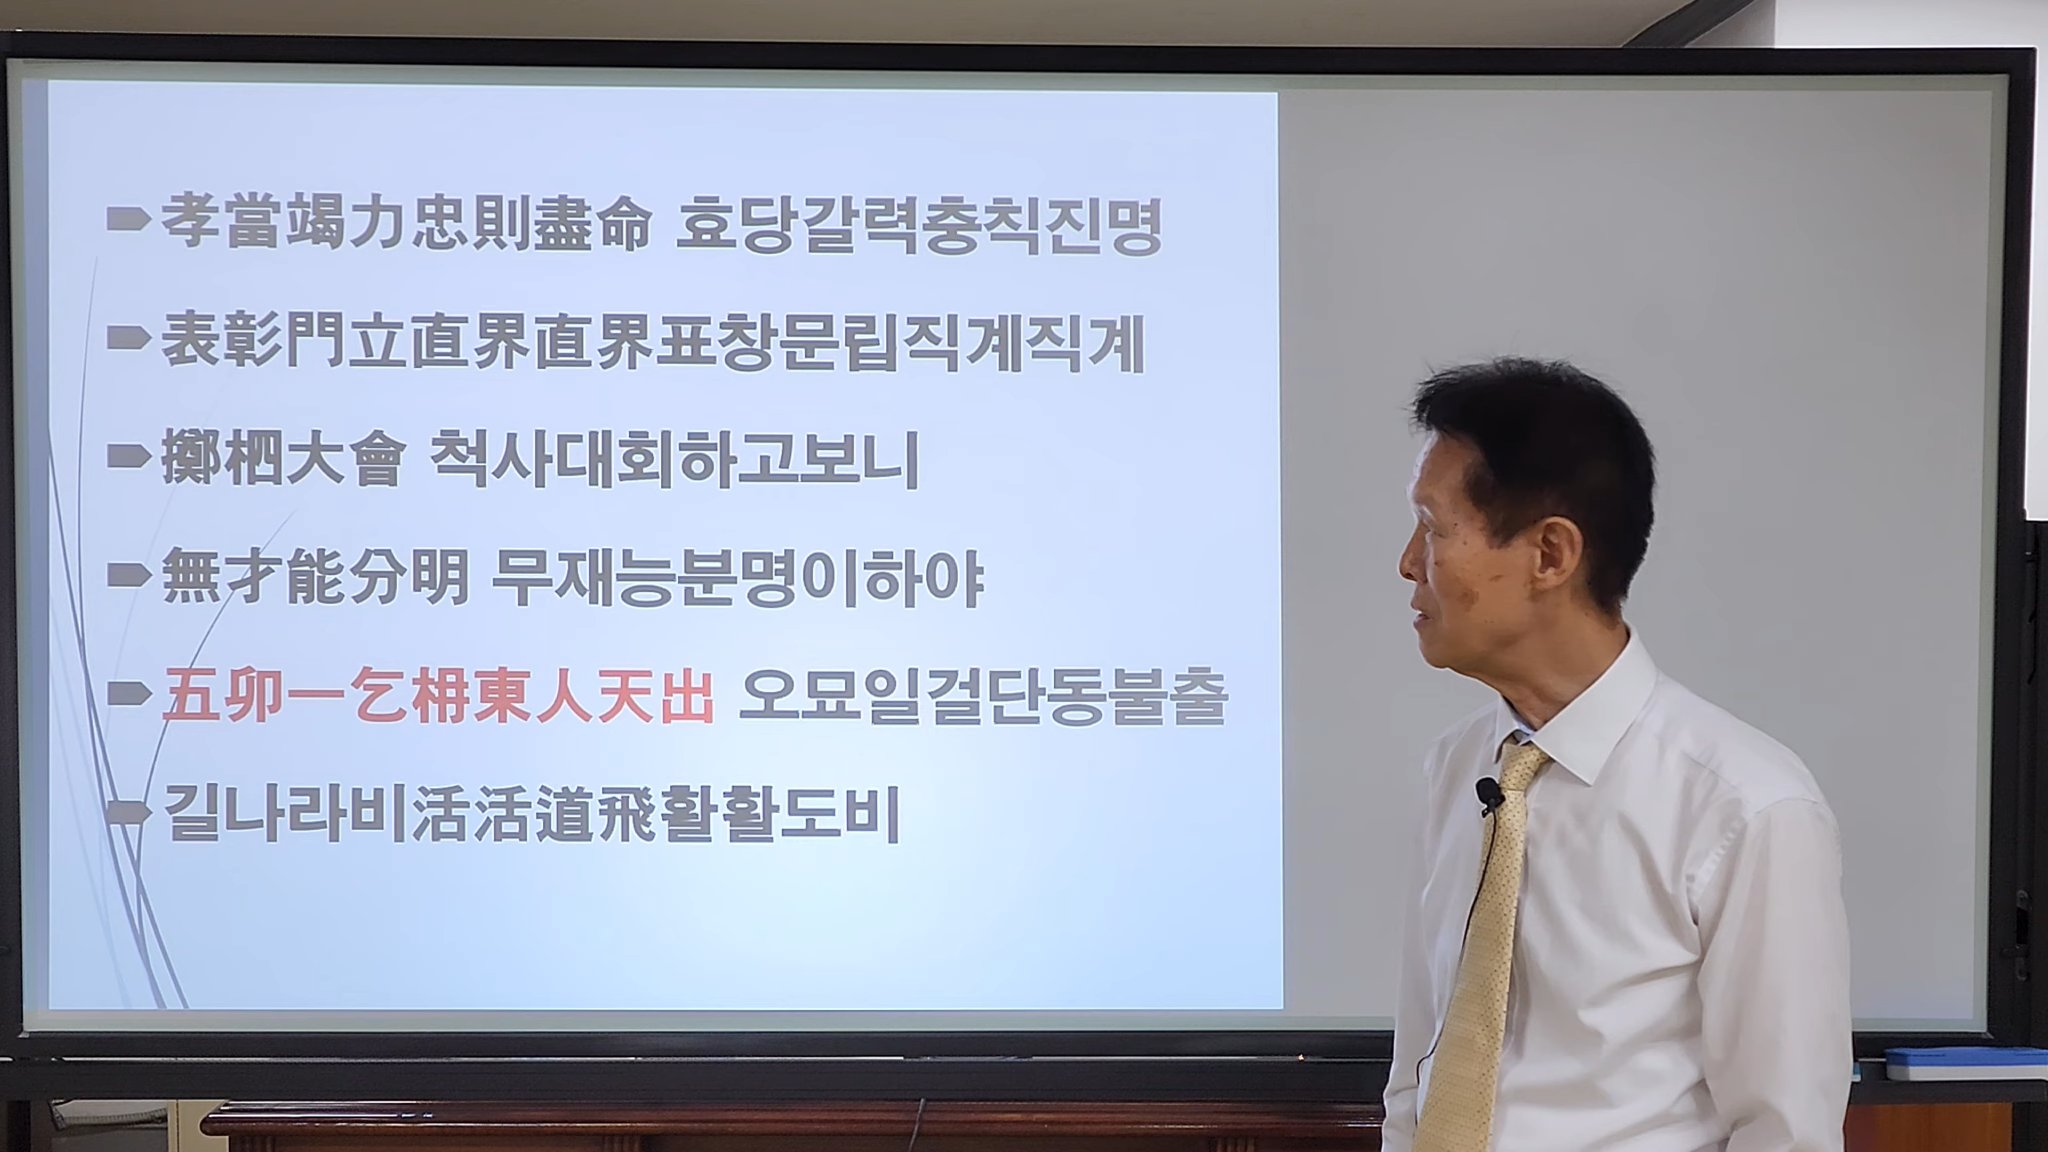 孝當竭力忠則盡命 효당갈력충칙진명
表彰門立直界直界표창문립직계직계
擲柶大會 척사대회하고보니
無才能分明 무재능분명이하야
五卯一乞枏東人天出 오묘일걸단동불출
길나라비活活道飛활활도비